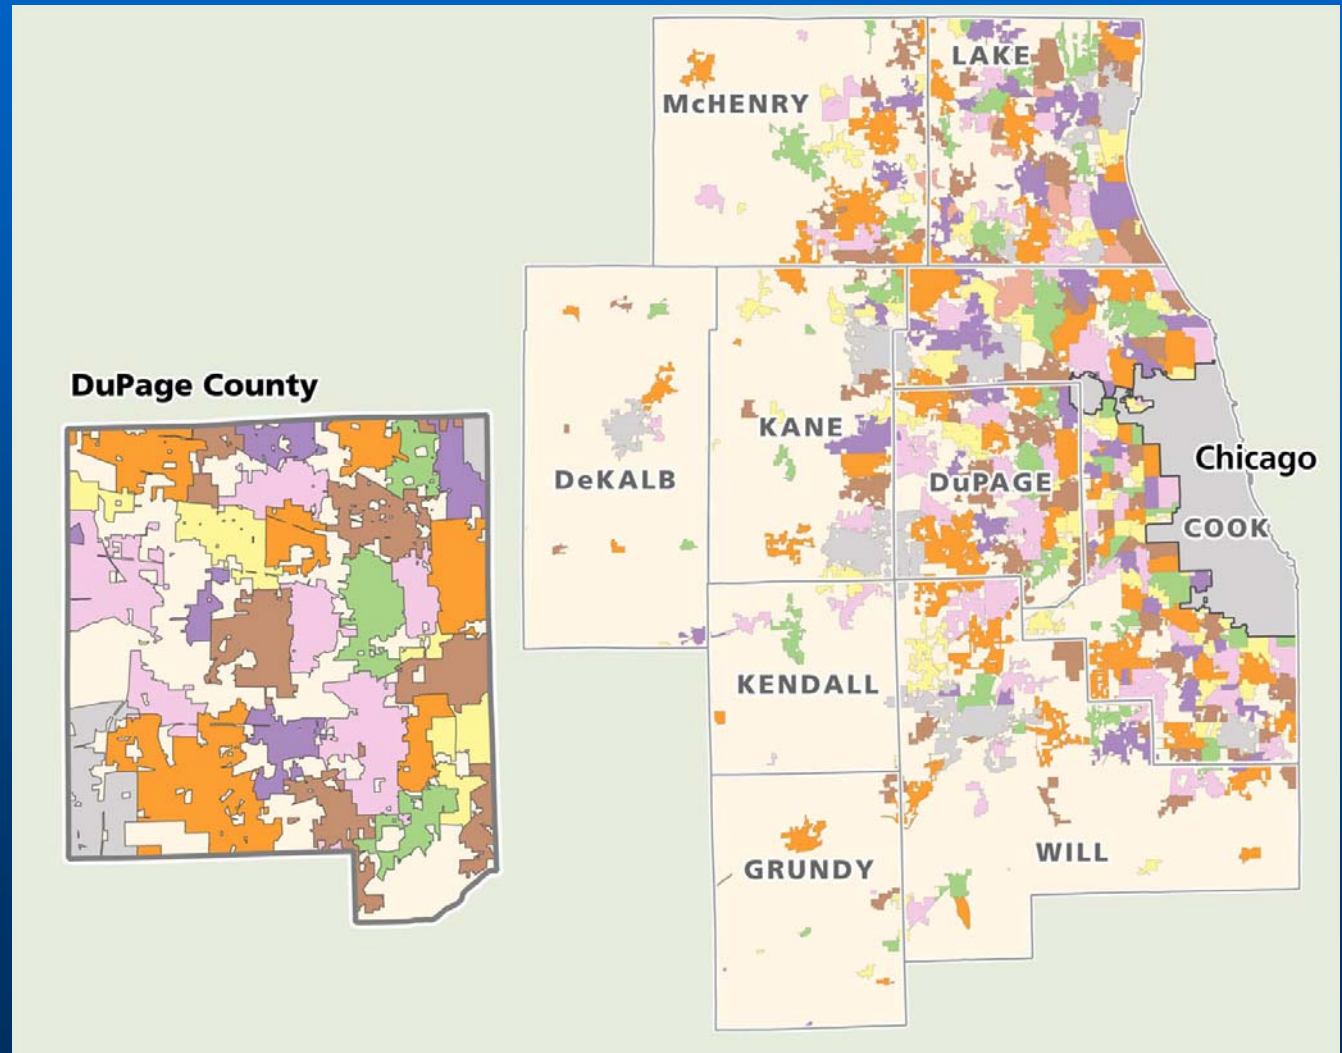 LAKE
McHENRY
DuPage County
KANE
Chicago
DeKALB
DuPAGE
COOK
KENDALL
WILL
GRUNDY